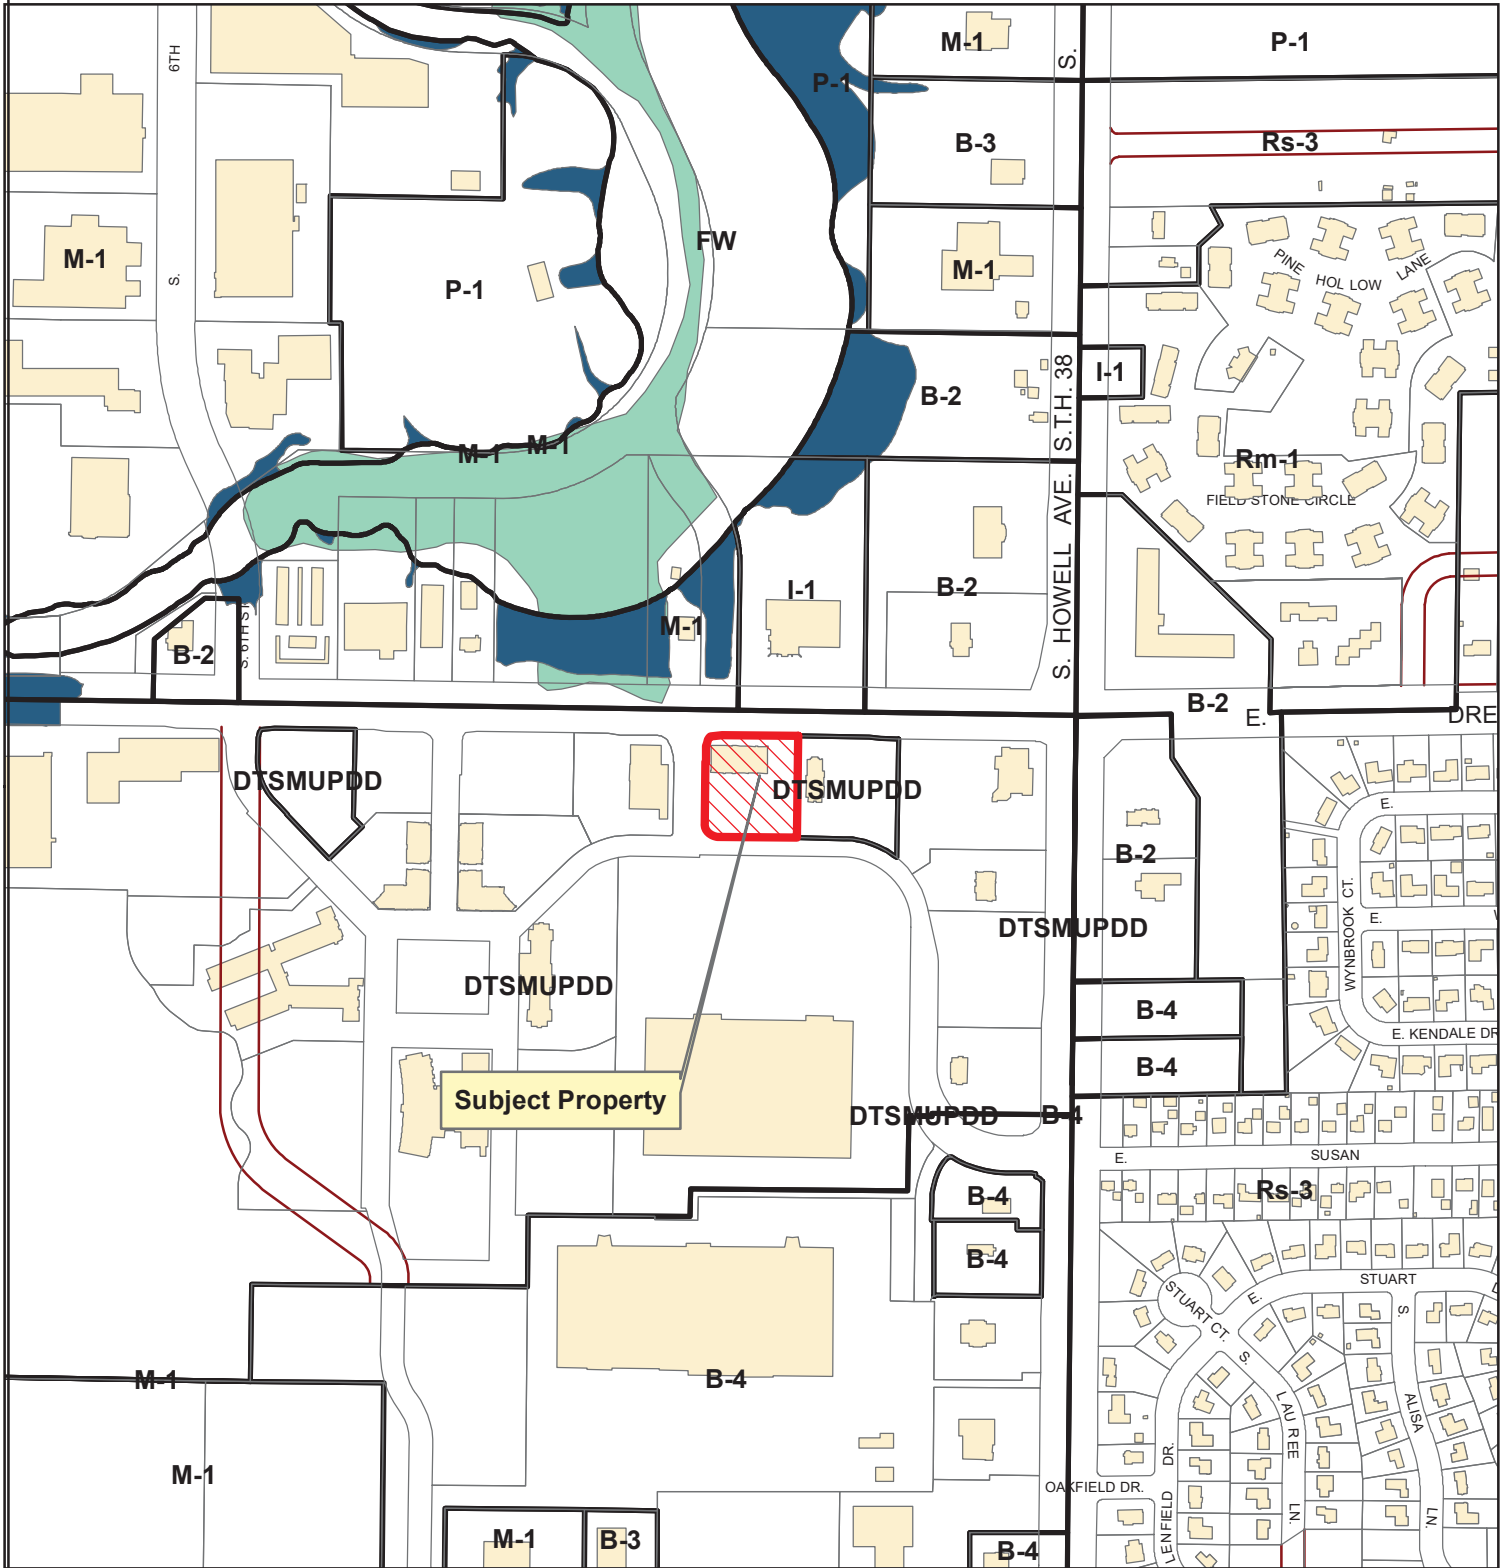 6TH
S.
M-1
S.
P-1
P-1
B-3
Rs-3
M-1
P-1
FW
M-1
PINE
HOL LOW
LANE
S.T.H. 38
I-1
B-2
M-1
M-1
Rm-1
FIELD STONE CIRCLE
S. HOWELL AVE.
I-1
B-2
M-1
B-2
S. 6TH S
B-2
E.
DRE
DTSMUPDD
DTSMUPDD
E.
B-2
WYNBROOK CT.
E.
DTSMUPDD
DTSMUPDD
B-4
E. KENDALE DR
B-4
Subject Property
DTSMUPDD
B-4
E.
SUSAN
B-4
Rs-3
B-4
STUART
E.
STUART CT.
S.
S.
M-1
B-4
LAUREE
ALISA
M-1
OAKFIELD DR.
DR.
LENFIELD
LN.
LN.
M-1
B-3
B-4